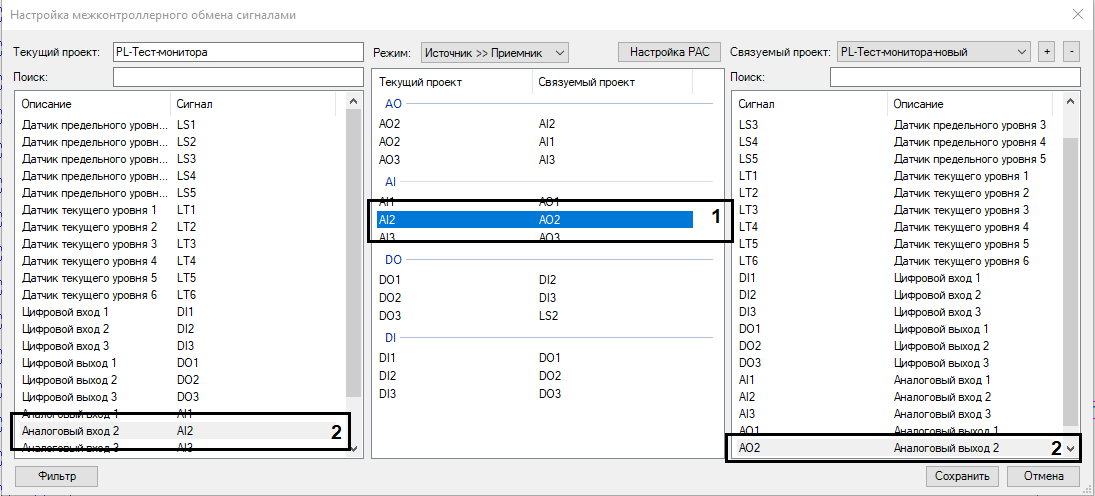 Настройка межконтроллерного обмена сигналами
Текущий проект: PL-Тест-монитора Режим: Источник >> Приемник Настройка PAC Связуемый проект: PL-Тест-монитора-новый + -
Поиск: Поиск:
Описание Сигнал
Датчик предельного уровн... LS1
Датчик предельного уровн... LS2
Датчик предельного уровн... LS3
Датчик предельного уровн... LS4
Датчик предельного уровн... LS5
Датчик текущего уровня 1 LT1
Датчик текущего уровня 2 LT2
Датчик текущего уровня 3 LT3
Датчик текущего уровня 4 LT4
Датчик текущего уровня 5 LT5
Датчик текущего уровня 6 LT6
Цифровой вход 1 DI1
Цифровой вход 2 DI2
Цифровой вход 3 DI3
Цифровой выход 1 DO1
Цифровой выход 2 DO2
Цифровой выход 3 DO3
Аналоговый вход 1 AI1
Аналоговый вход 2 AI2 2
Аналоговый вход 3 AI3
Текущий проект Связуемый проект
AO
AO2 AI2
AO2 AI1
AO3 AI3
AI
AI1 AO1
AI2 AO2 1
AI3 AO3
DO
DO1 DI2
DO2 DI3
DO3 LS2
DI
DI1 DO1
DI2 DO2
DI3 DO3
Сигнал Описание
LS3 Датчик предельного уровня 3
LS4 Датчик предельного уровня 4
LS5 Датчик предельного уровня 5
LT1 Датчик текущего уровня 1
LT2 Датчик текущего уровня 2
LT3 Датчик текущего уровня 3
LT4 Датчик текущего уровня 4
LT5 Датчик текущего уровня 5
LT6 Датчик текущего уровня 6
DI1 Цифровой вход 1
DI2 Цифровой вход 2
DI3 Цифровой вход 3
DO1 Цифровой выход 1
DO2 Цифровой выход 2
DO3 Цифровой выход 3
AI1 Аналоговый вход 1
AI2 Аналоговый вход 2
AI3 Аналоговый вход 3
AO1 Аналоговый выход 1
AO2 Аналоговый выход 2 2
Фильтр Сохранить Отмена